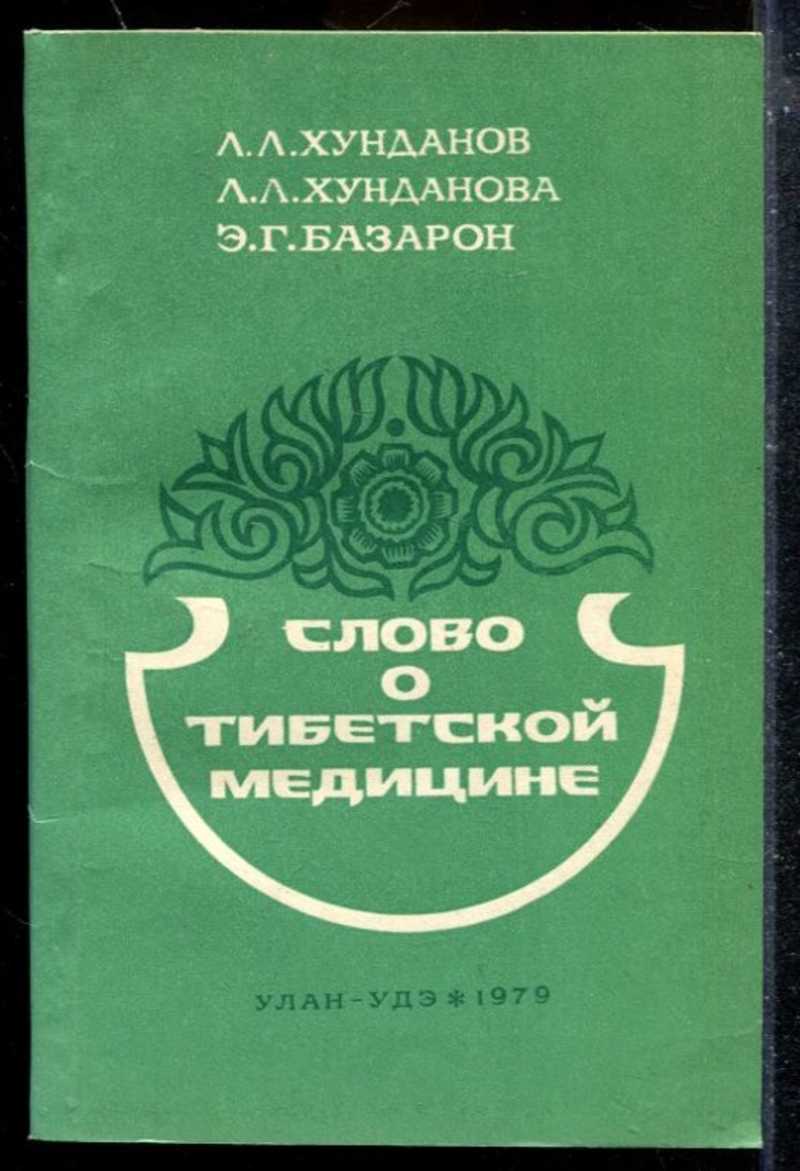 Л.Л.ХУНДАНОВ
Л.Л.ХУНДАНОВА
Э.Г.БАЗАРОН
СЛОВО
О
ТИБЕТСКОЙ
МЕДИЦИНЕ
УЛАН-УДЭ * 1979